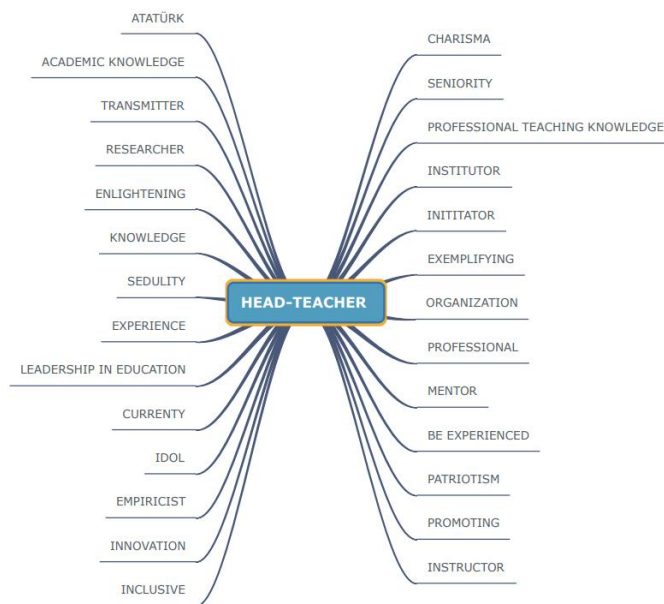 ATATÜRK
ACADEMIC KNOWLEDGE
TRANSMITTER
RESEARCHER
ENLIGHTENING
KNOWLEDGE
SEDULITY
EXPERIENCE
LEADERSHIP IN EDUCATION
CURRENTY
IDOL
EMPIRICIST
INNOVATION
INCLUSIVE
HEAD-TEACHER
CHARISMA
SENIORITY
PROFESSIONAL TEACHING KNOWLEDGE
INSTITUTOR
INITITATOR
EXEMPLIFYING
ORGANIZATION
PROFESSIONAL
MENTOR
BE EXPERIENCED
PATRIOTISM
PROMOTING
INSTRUCTOR